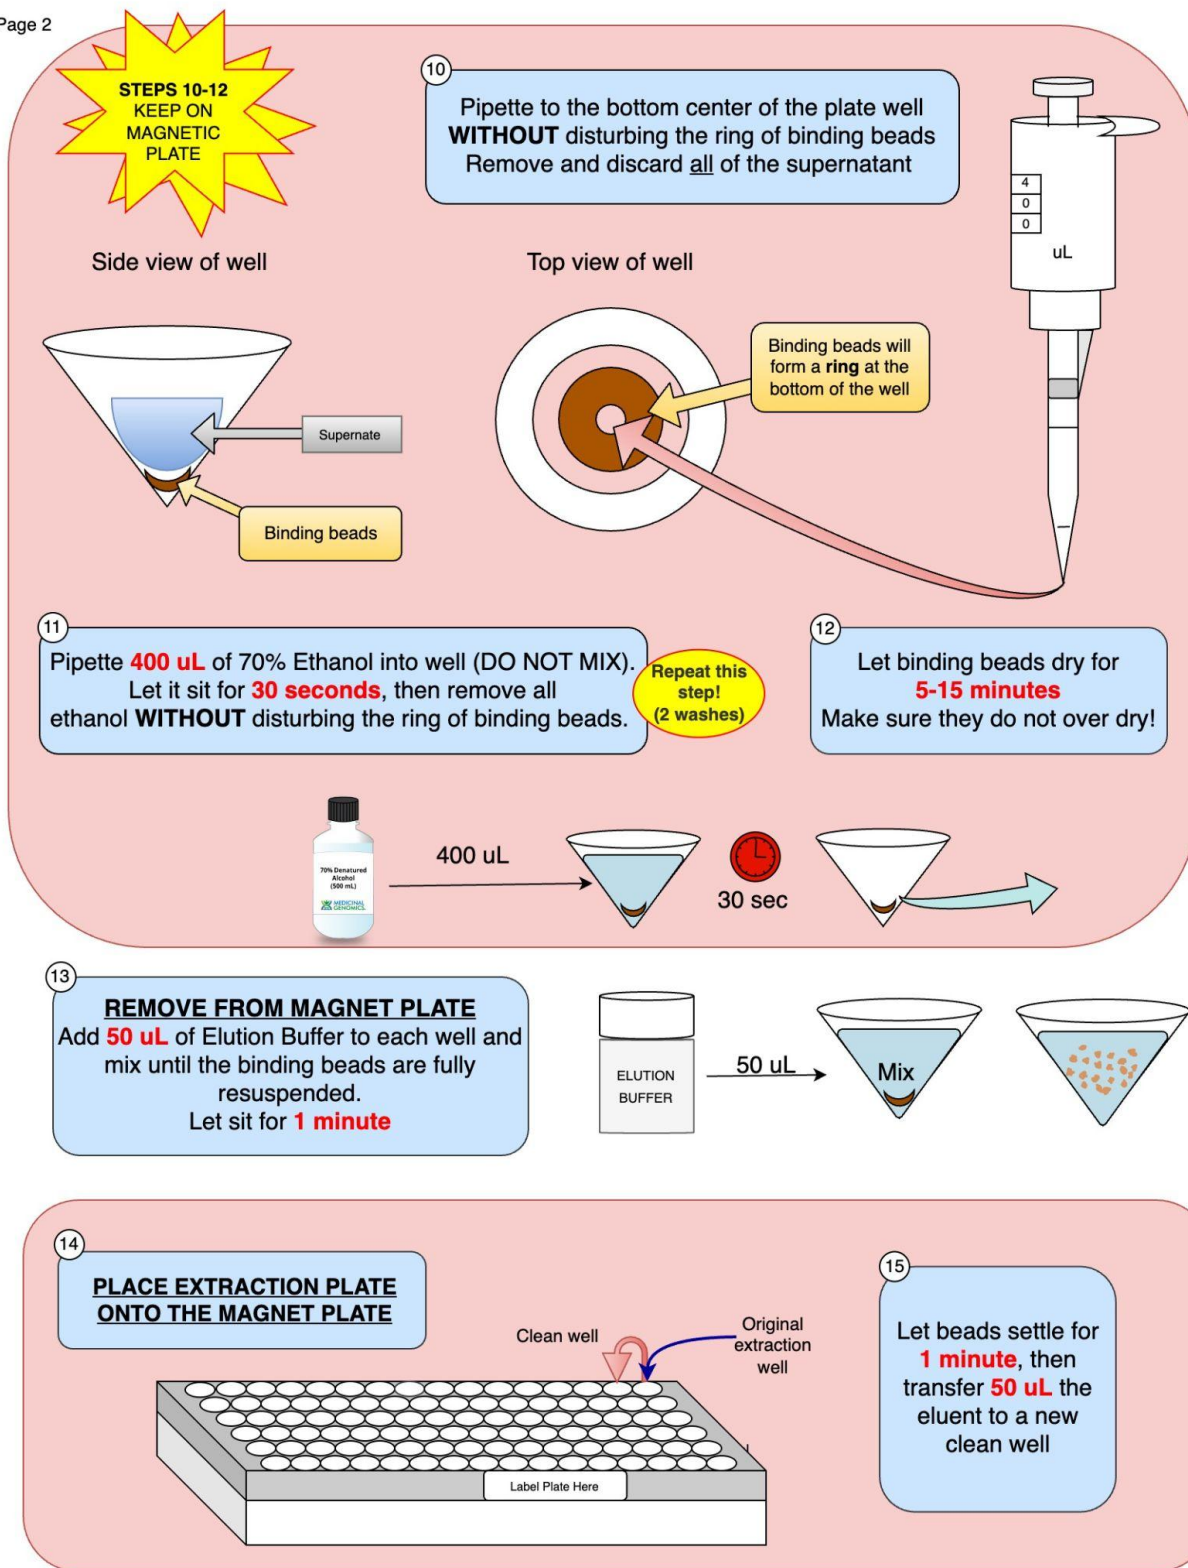 Page 2
STEPS 10-12
KEEP ON
MAGNETIC
PLATE
10
Pipette to the bottom center of the plate well
WITHOUT disturbing the ring of binding beads
Remove and discard all of the supernatant
4
0
0
uL
Side view of well
Top view of well
Supernate
Binding beads
Binding beads will
form a ring at the
bottom of the well
11
Pipette 400 uL of 70% Ethanol into well (DO NOT MIX).
Let it sit for 30 seconds, then remove all
ethanol WITHOUT disturbing the ring of binding beads.
Repeat this
step!
(2 washes)
12
Let binding beads dry for
5-15 minutes
Make sure they do not over dry!
70% Denatured
Alcohol
(500 mL)
MEDICINAL
GENOMICS
400 uL
30 sec
13
REMOVE FROM MAGNET PLATE
Add 50 uL of Elution Buffer to each well and
mix until the binding beads are fully
resuspended.
Let sit for 1 minute
ELUTION
BUFFER
50 uL
Mix
14
PLACE EXTRACTION PLATE
ONTO THE MAGNET PLATE
Clean well
Original
extraction
well
Label Plate Here
15
Let beads settle for
1 minute, then
transfer 50 uL the
eluent to a new
clean well